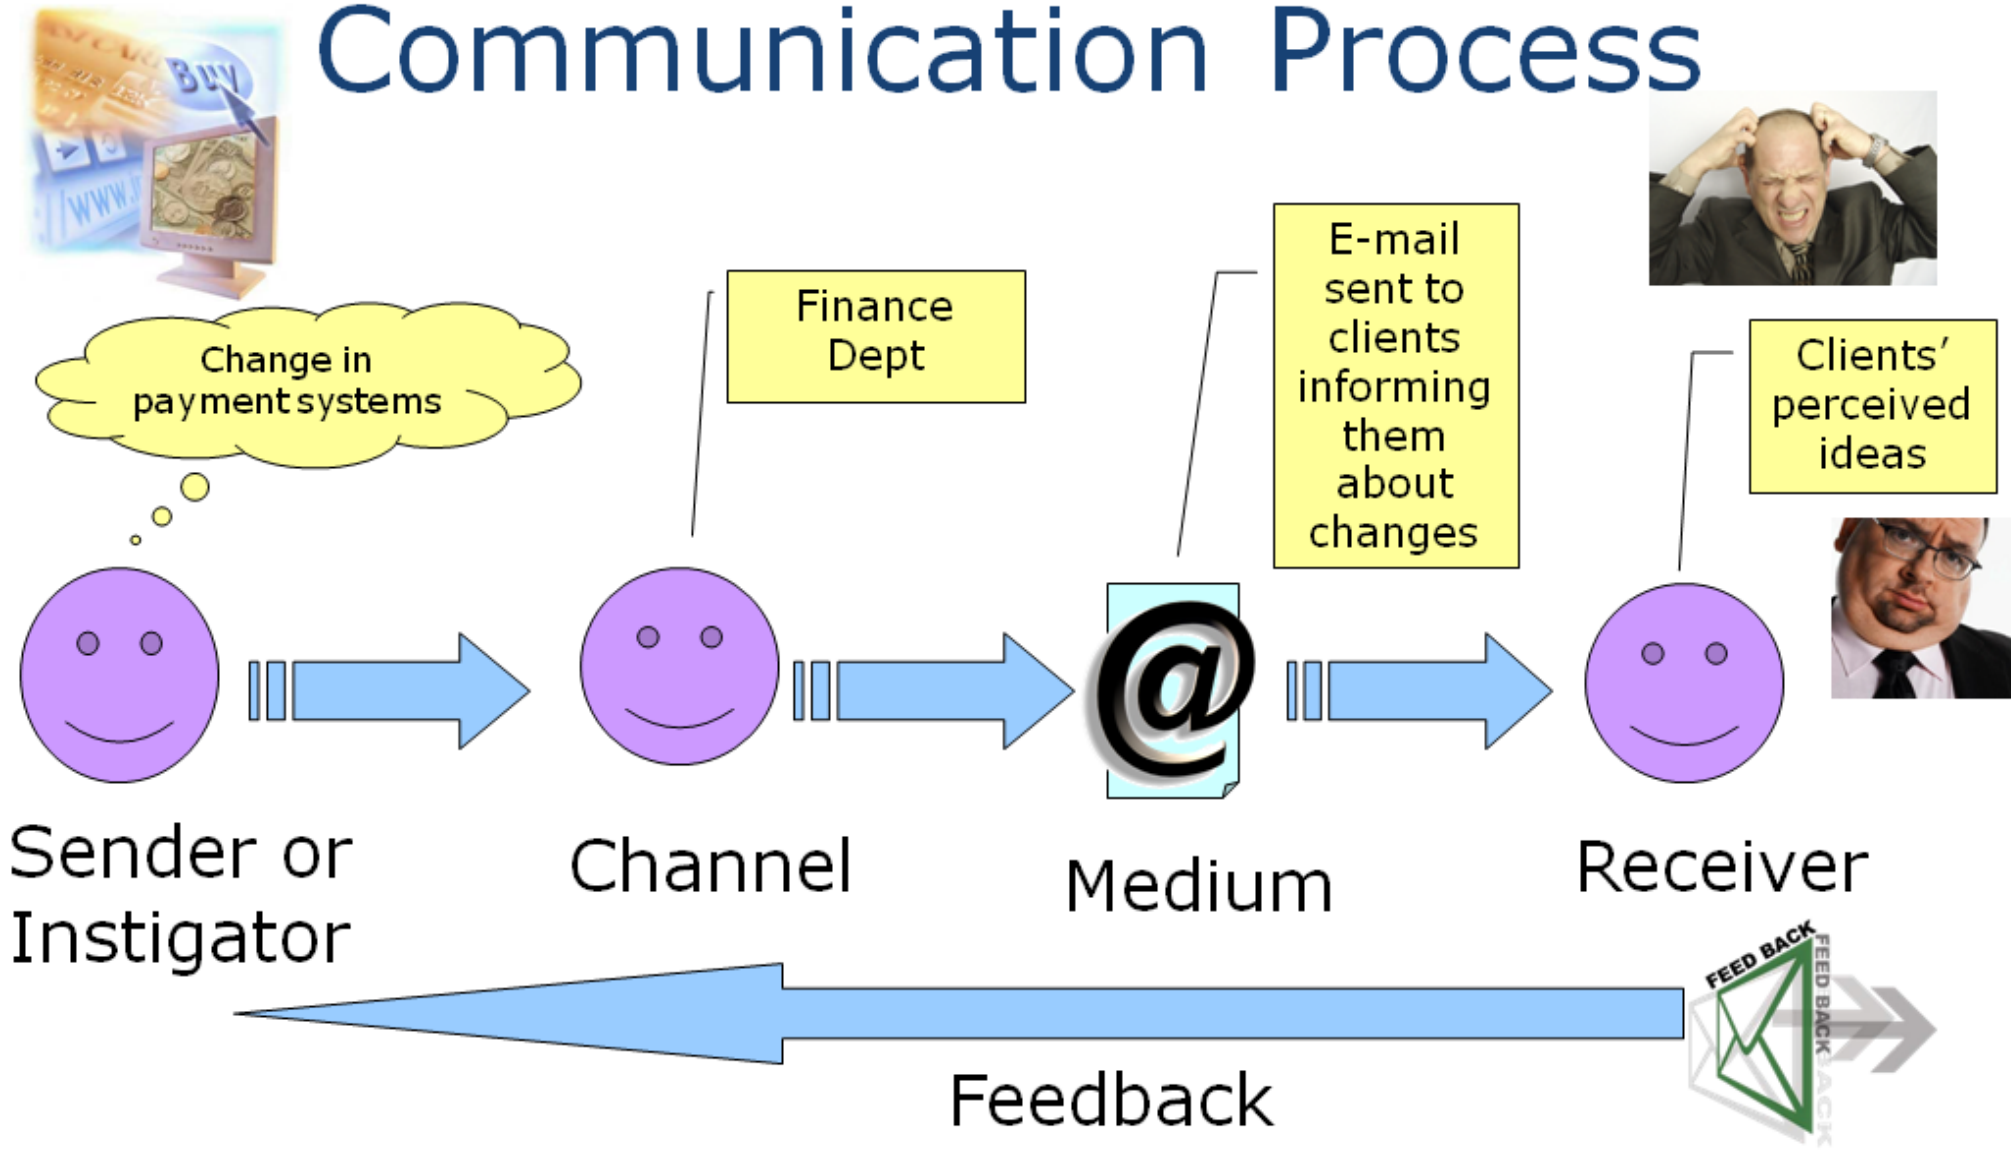 Communication Process
Buy
Change in
payment systems
Finance
Dept
E-mail
sent to
clients
informing
them
about
changes
Clients’
perceived
ideas
@
Sender or
Instigator
Channel
Medium
Receiver
FEED BACK
FEED BACK
Feedback